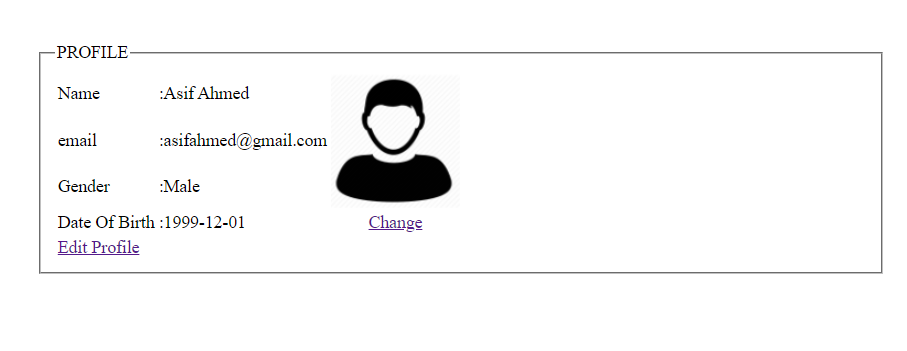 PROFILE
Name :Asif Ahmed
email :asifahmed@gmail.com
Gender :Male
Date Of Birth :1999-12-01 Change
Edit Profile